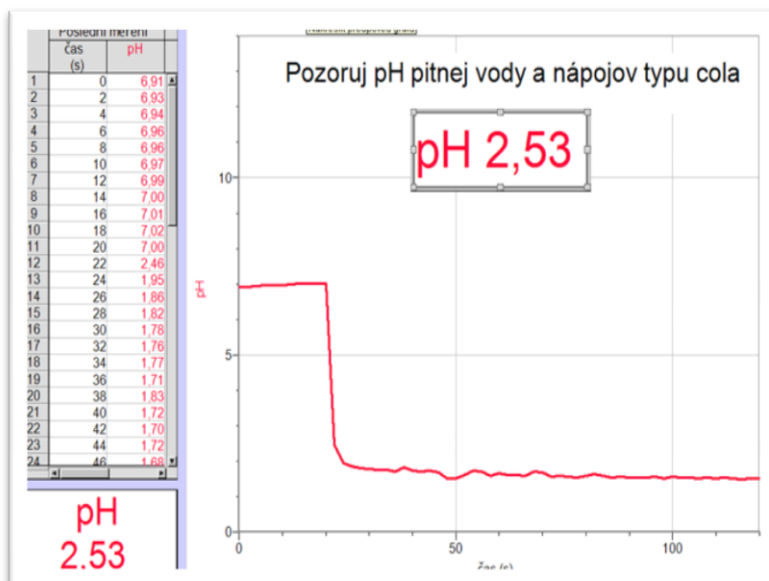 Poslední měření
čas pH
(s)
1 0 6,91
2 2 6,93
3 4 6,94
4 6 6,96
5 8 6,96
6 10 6,97
7 12 6,99
8 14 7,00
9 16 7,01
10 18 7,02
11 20 7,00
12 22 2,46
13 24 1,95
14 26 1,86
15 28 1,82
16 30 1,78
17 32 1,76
18 34 1,77
19 36 1,71
20 38 1,83
21 40 1,72
22 42 1,70
23 44 1,72
24 46 1,68
pH
2.53
Pozoruj pH pitnej vody a nápojov typu cola
pH 2,53
10
pH
5
0
0 50 100
čas (s)